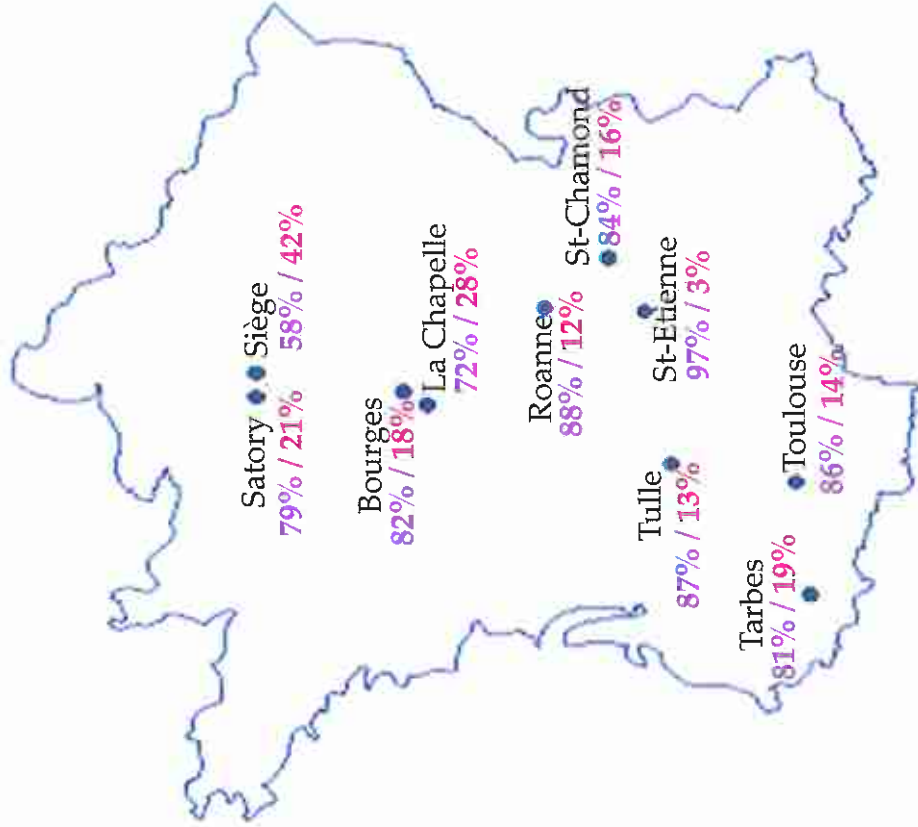 Satory
79% / 21%
Siège
58% / 42%
Bourges
82% / 18%
La Chapelle
72% / 28%
Roanne
88% / 12%
St-Chamond
84% / 16%
St-Etienne
97% / 3%
Tulle
87% / 13%
Tarbes
81% / 19%
Toulouse
86% / 14%